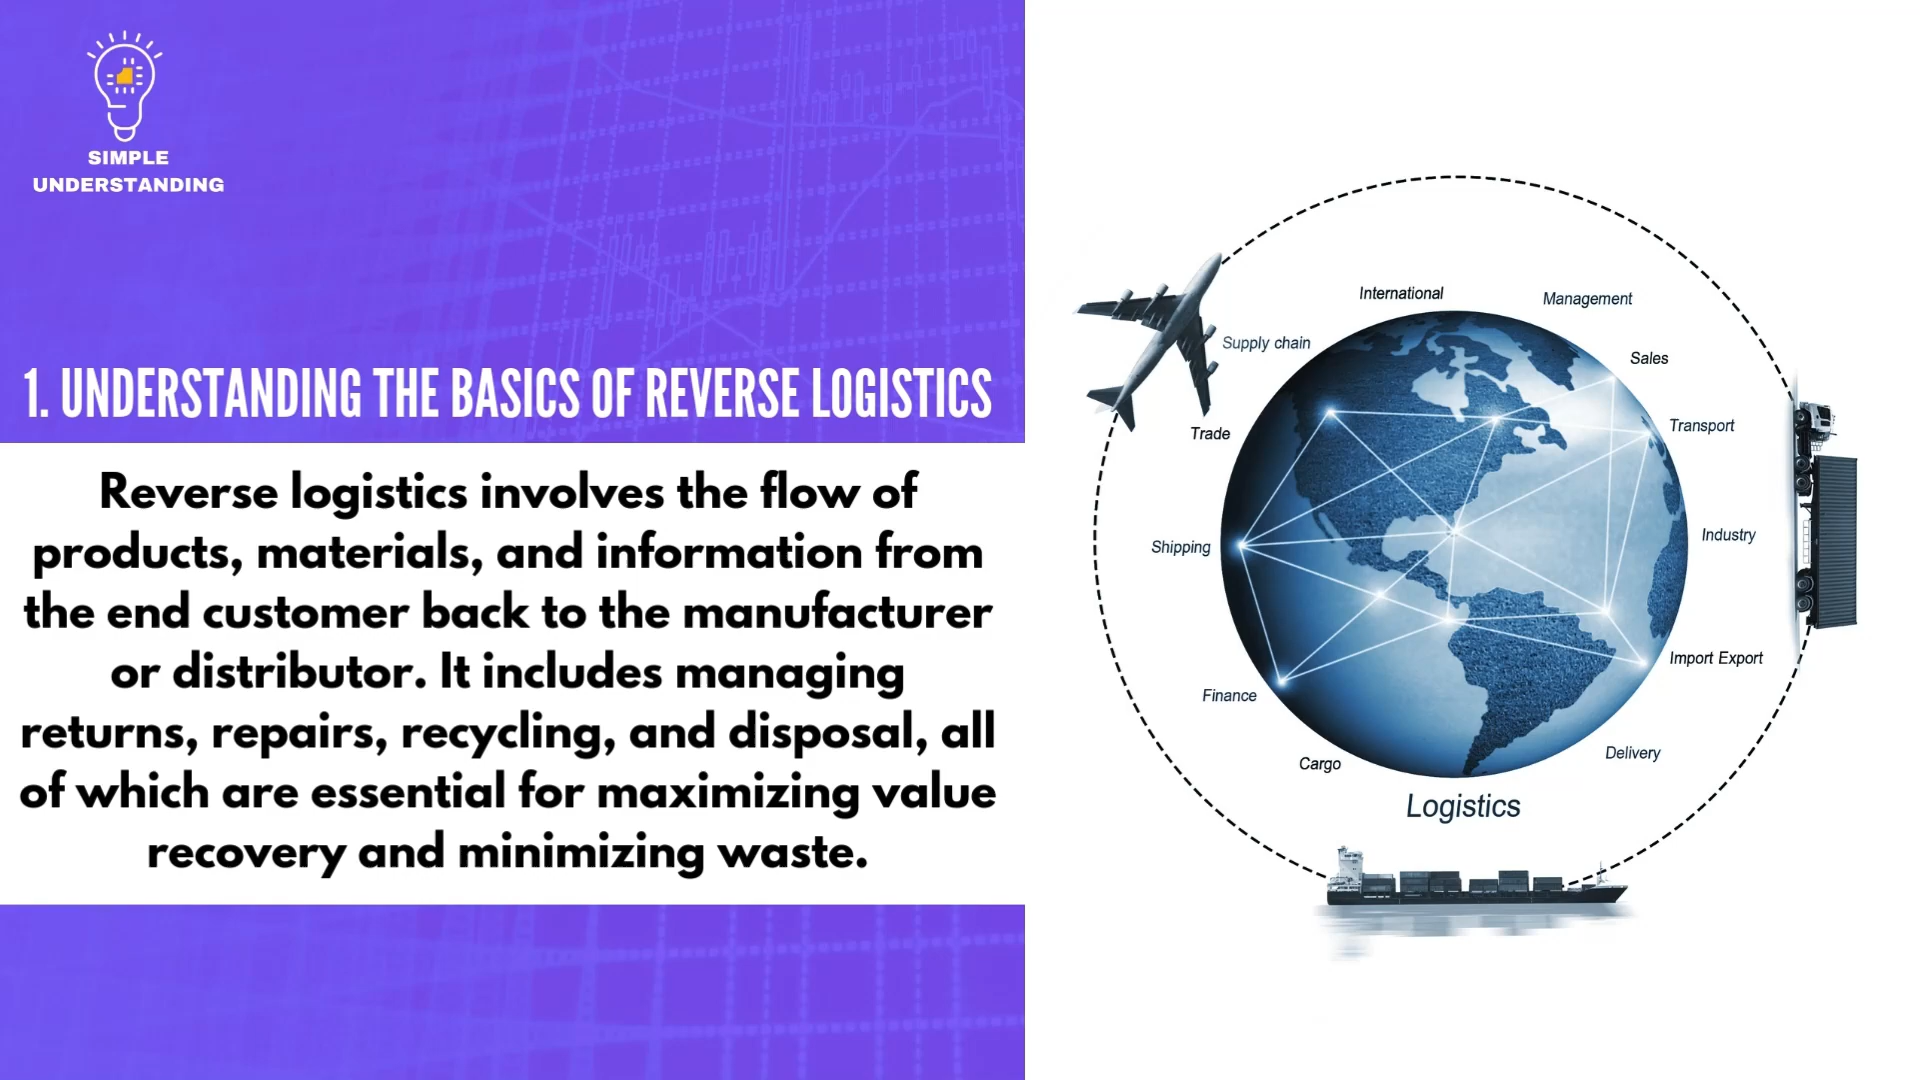 SIMPLE
UNDERSTANDING
1. UNDERSTANDING THE BASICS OF REVERSE LOGISTICS
Reverse logistics involves the flow of
products, materials, and information from
the end customer back to the manufacturer
or distributor. It includes managing
returns, repairs, recycling, and disposal, all
of which are essential for maximizing value
recovery and minimizing waste.
International
Management
Supply chain
Sales
Trade
Transport
Shipping
Industry
Import Export
Finance
Delivery
Cargo
Logistics